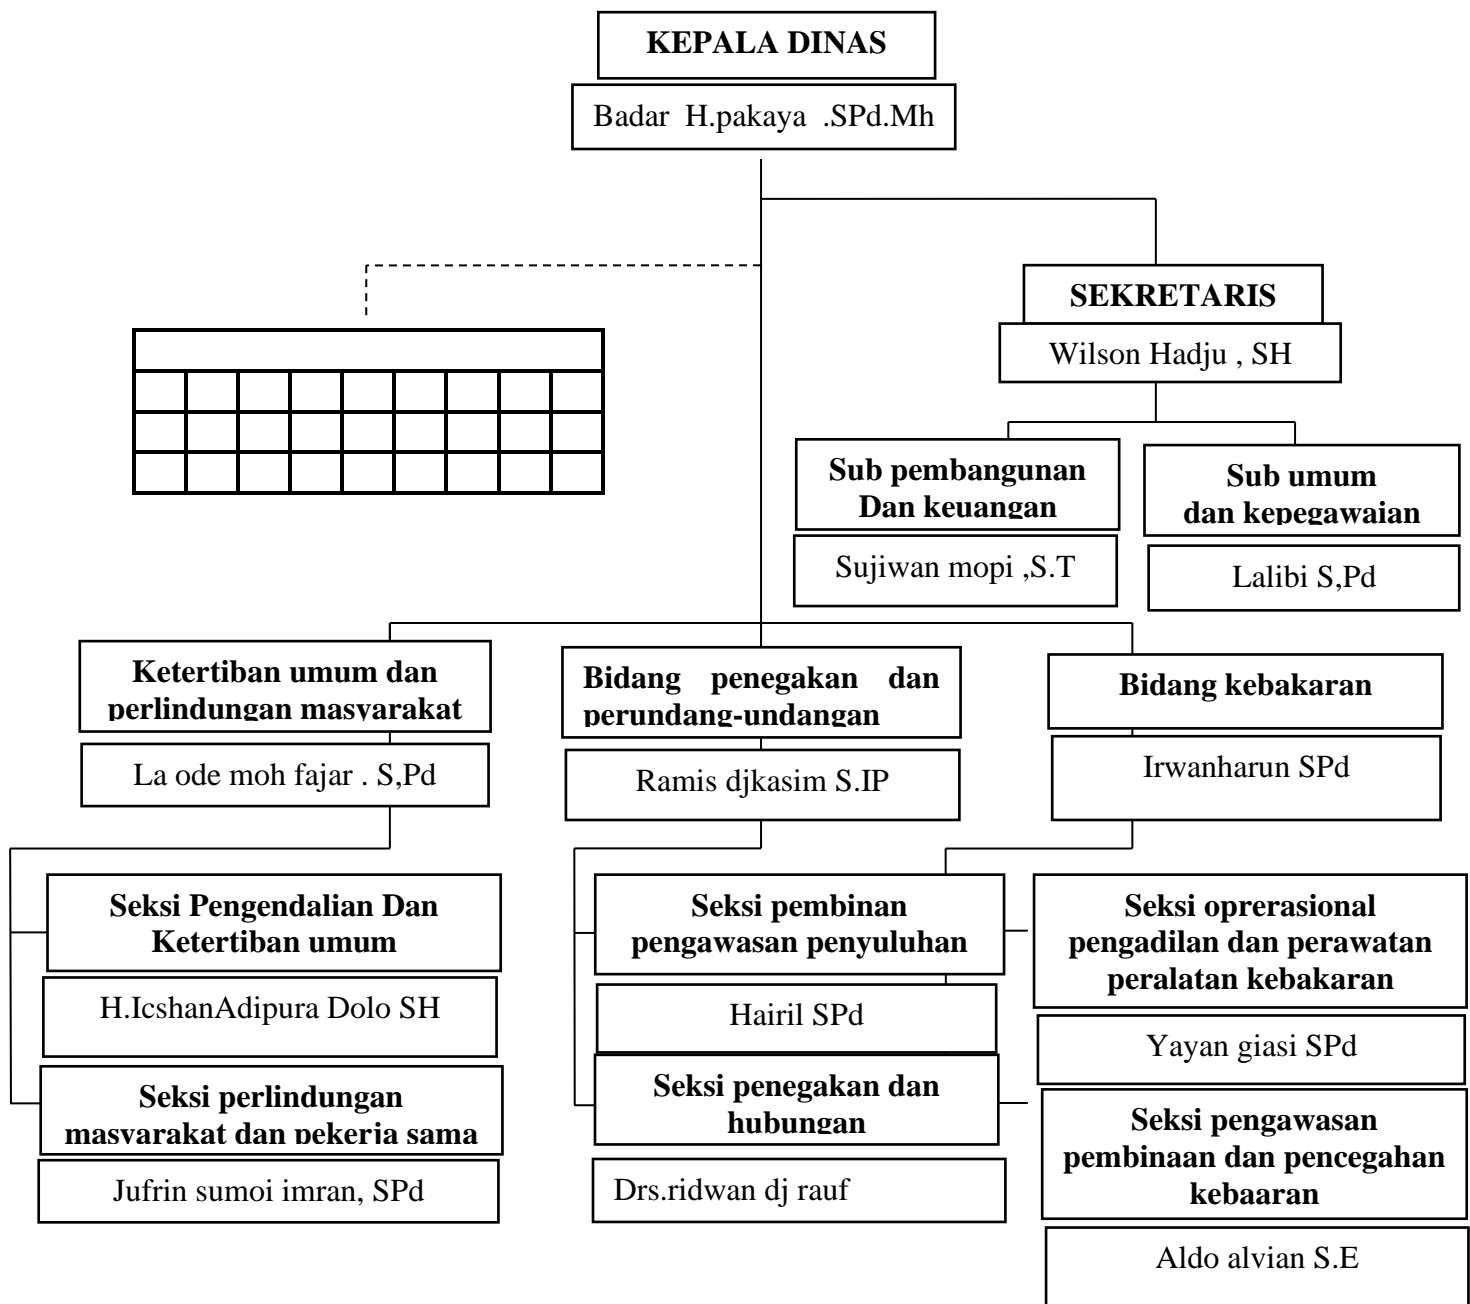 KEPALA DINAS
Badar H.pakaya .SPd.Mh
SEKRETARIS
Wilson Hadju , SH
Sub pembangunan
Dan keuangan
Sujiwan mopi ,S.T
Sub umum
dan kepegawaian
Lalibi S,Pd
Ketertiban umum dan
perlindungan masyarakat
La ode moh fajar . S,Pd
Bidang penegakan dan
perundang-undangan
Ramis djkasim S.IP
Bidang kebakaran
Irwanharun SPd
Seksi Pengendalian Dan
Ketertiban umum
H.IcshanAdipura Dolo SH
Seksi perlindungan
masyarakat dan pekerja sama
Jufrin sumoi imran, SPd
Seksi pembinan
pengawasan penyuluhan
Hairil SPd
Seksi penegakan dan
hubungan
Drs.ridwan dj rauf
Seksi oprerasional
pengadilan dan perawatan
peralatan kebakaran
Yayan giasi SPd
Seksi pengawasan
pembinaan dan pencegahan
kebaaran
Aldo alvian S.E